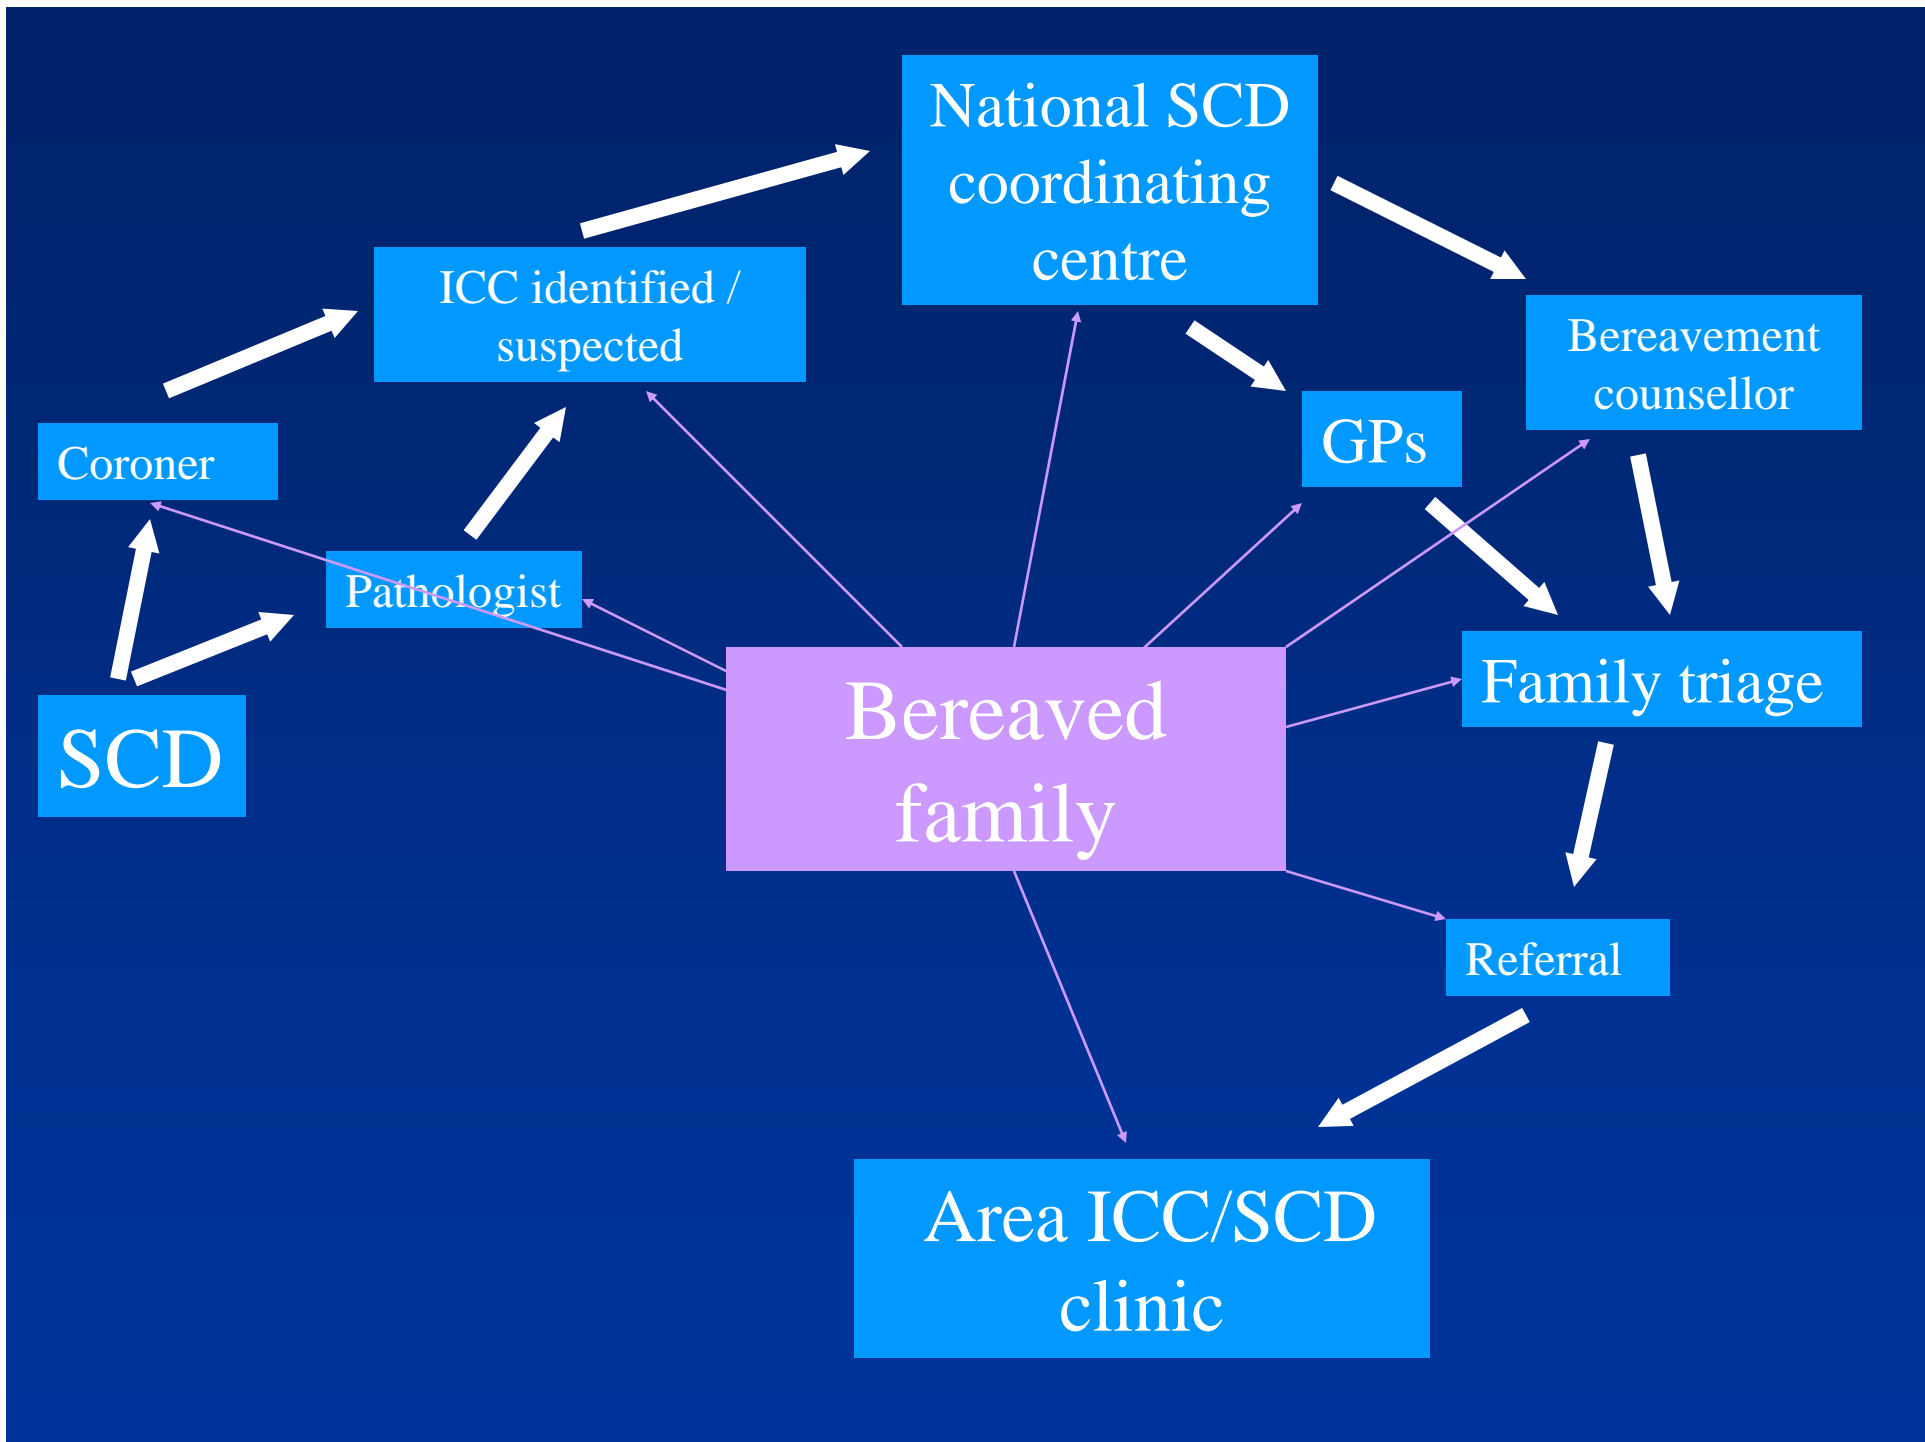 National SCD
coordinating
centre
ICC identified /
suspected
Bereavement
counsellor
GPs
Coroner
Pathologist
Family triage
SCD
Bereaved
family
Referral
Area ICC/SCD
clinic